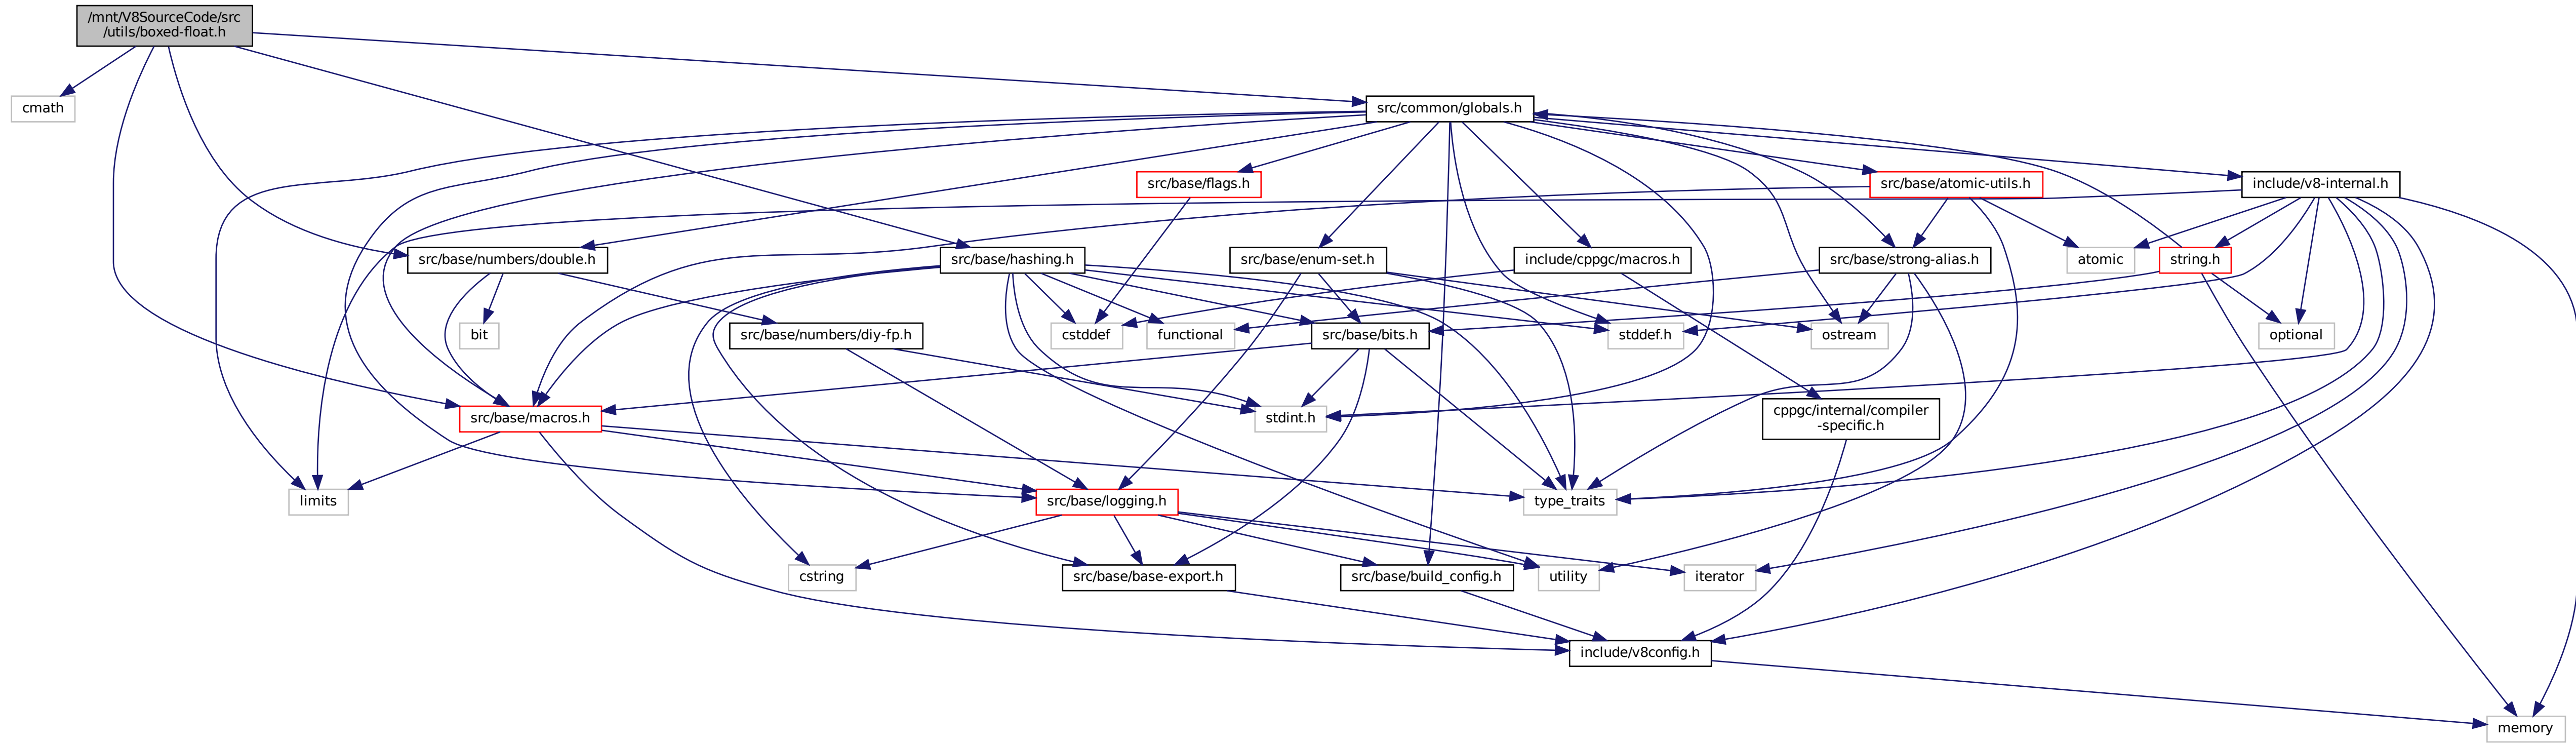 /mnt/V8SourceCode/src
/utils/boxed-float.h
cmath
src/common/globals.h
src/base/flags.h
src/base/atomic-utils.h
include/v8-internal.h
src/base/numbers/double.h
src/base/hashing.h
src/base/enum-set.h
include/cppgc/macros.h
src/base/strong-alias.h
atomic
string.h
bit
src/base/numbers/diy-fp.h
cstddef
functional
src/base/bits.h
stddef.h
ostream
optional
src/base/macros.h
stdint.h
cppgc/internal/compiler
-specific.h
limits
src/base/logging.h
type_traits
cstring
src/base/base-export.h
src/base/build_config.h
utility
iterator
include/v8config.h
memory